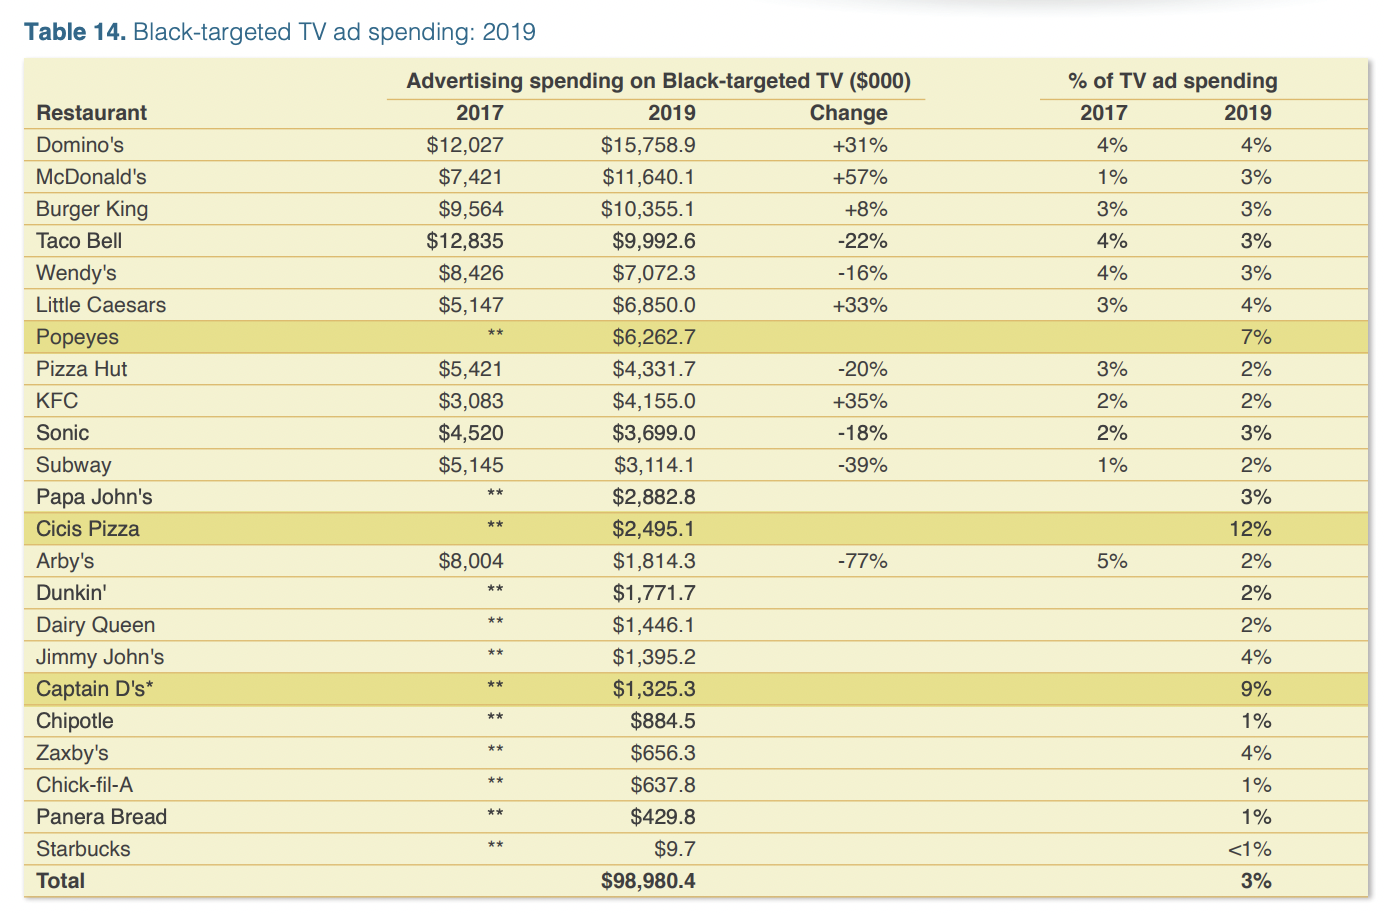 Table 14. Black-targeted TV ad spending: 2019
Advertising spending on Black-targeted TV ($000) % of TV ad spending
Restaurant 2017 2019 Change 2017 2019
Domino's $12,027 $15,758.9 +31% 4% 4%
McDonald's $7,421 $11,640.1 +57% 1% 3%
Burger King $9,564 $10,355.1 +8% 3% 3%
Taco Bell $12,835 $9,992.6 -22% 4% 3%
Wendy's $8,426 $7,072.3 -16% 4% 3%
Little Caesars $5,147 $6,850.0 +33% 3% 4%
Popeyes ** $6,262.7 7%
Pizza Hut $5,421 $4,331.7 -20% 3% 2%
KFC $3,083 $4,155.0 +35% 2% 2%
Sonic $4,520 $3,699.0 -18% 2% 3%
Subway $5,145 $3,114.1 -39% 1% 2%
Papa John's ** $2,882.8 3%
Cicis Pizza ** $2,495.1 12%
Arby's $8,004 $1,814.3 -77% 5% 2%
Dunkin' ** $1,771.7 2%
Dairy Queen ** $1,446.1 2%
Jimmy John's ** $1,395.2 4%
Captain D's* ** $1,325.3 9%
Chipotle ** $884.5 1%
Zaxby's ** $656.3 4%
Chick-fil-A ** $637.8 1%
Panera Bread ** $429.8 1%
Starbucks ** $9.7 <1%
Total $98,980.4 3%